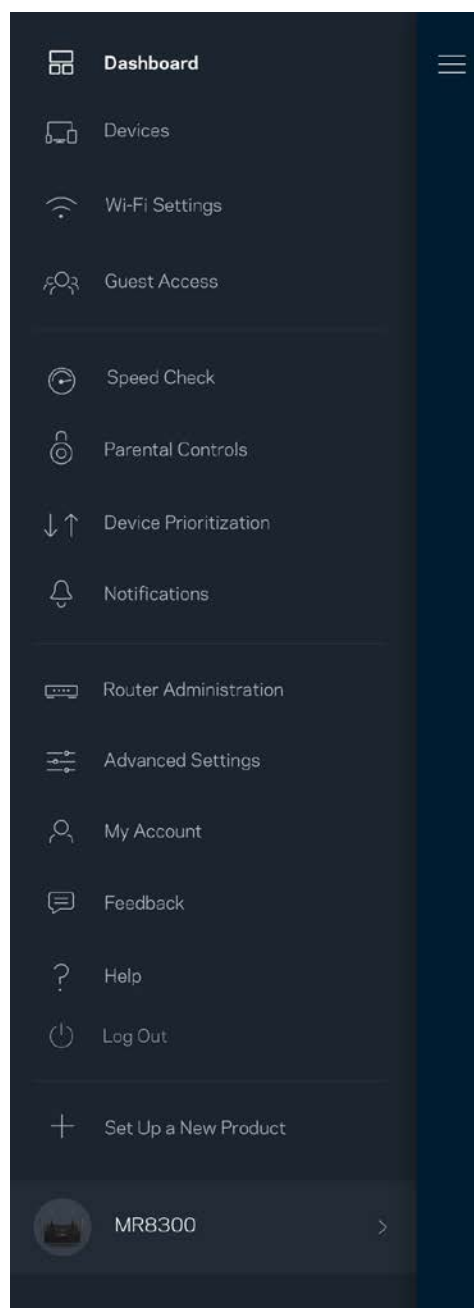 Dashboard
Devices
Wi-Fi Settings
Guest Access
Speed Check
Parental Controls
Device Prioritization
Notifications
Router Administration
Advanced Settings
My Account
Feedback
Help
Log Out
Set Up a New Product
MR8300